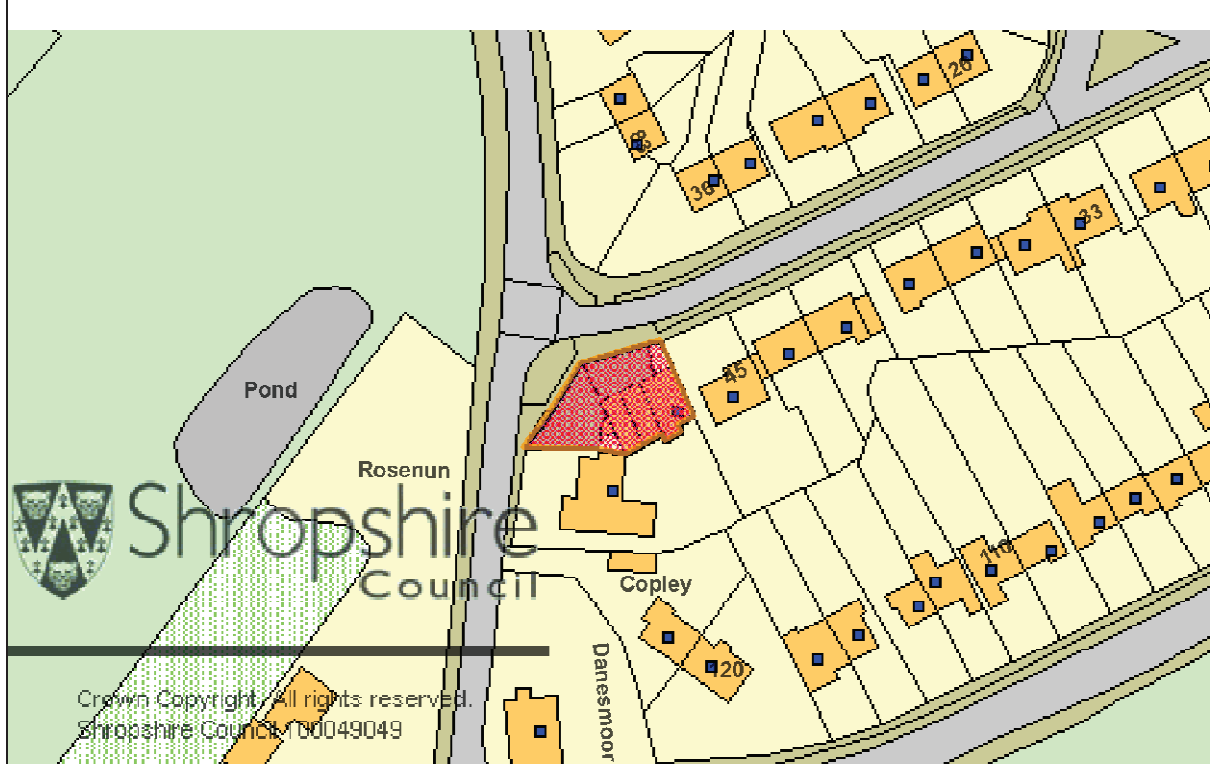 26
38
36
33
45
Pond
Rosenun
Shropshire
Council
110
Copley
120
Danesmoor
Crown Copyright. All rights reserved.
Shropshire Council 100049049